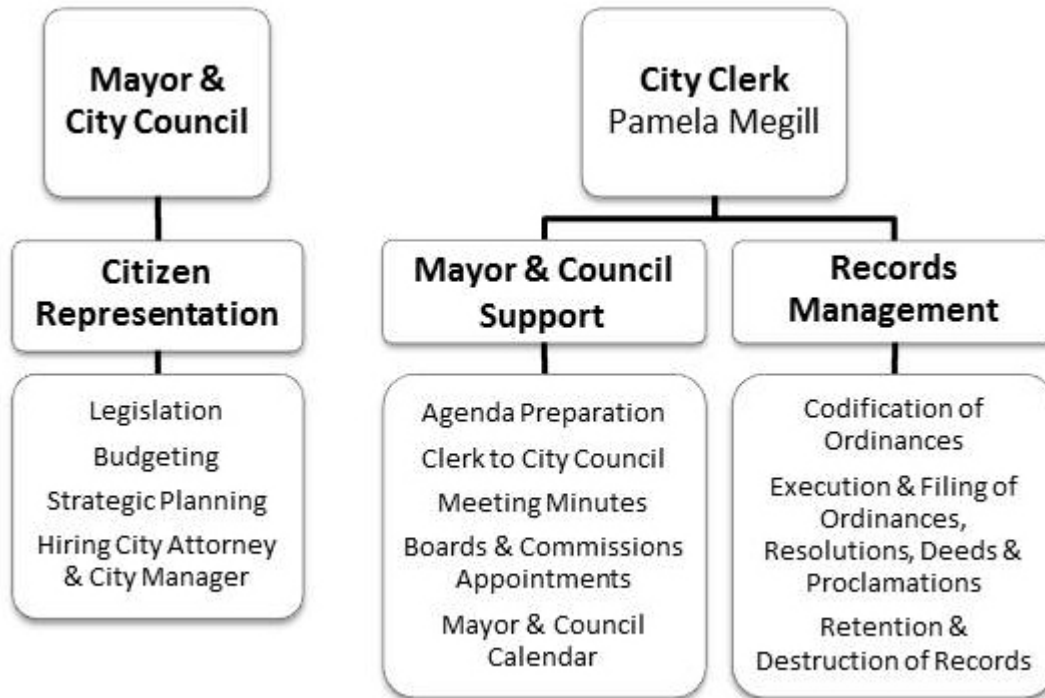 Mayor &
City Council
Citizen
Representation
Legislation
Budgeting
Strategic Planning
Hiring City Attorney
& City Manager
City Clerk
Pamela Megill
Mayor & Council
Support
Agenda Preparation
Clerk to City Council
Meeting Minutes
Boards & Commissions
Appointments
Mayor & Council
Calendar
Records
Management
Codification of
Ordinances
Execution & Filing of
Ordinances,
Resolutions, Deeds &
Proclamations
Retention &
Destruction of Records